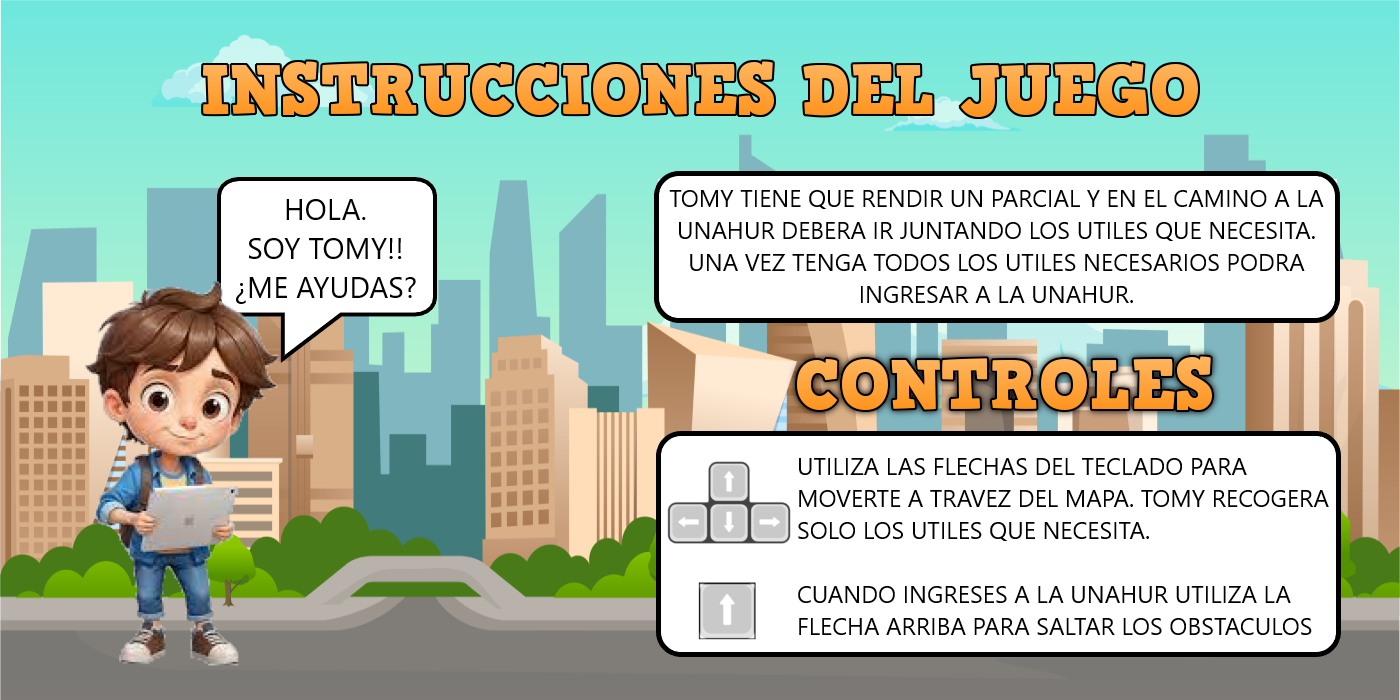 INSTRUCCIONES DEL JUEGO
HOLA.
SOY TOMY!!
¿ME AYUDAS?
TOMY TIENE QUE RENDIR UN PARCIAL Y EN EL CAMINO A LA
UNAHUR DEBERA IR JUNTANDO LOS UTILES QUE NECESITA.
UNA VEZ TENGA TODOS LOS UTILES NECESARIOS PODRA
INGRESAR A LA UNAHUR.
CONTROLES
UTILIZA LAS FLECHAS DEL TECLADO PARA
MOVERTE A TRAVEZ DEL MAPA. TOMY RECOGERA
SOLO LOS UTILES QUE NECESITA.
CUANDO INGRESES A LA UNAHUR UTILIZA LA
FLECHA ARRIBA PARA SALTAR LOS OBSTACULOS